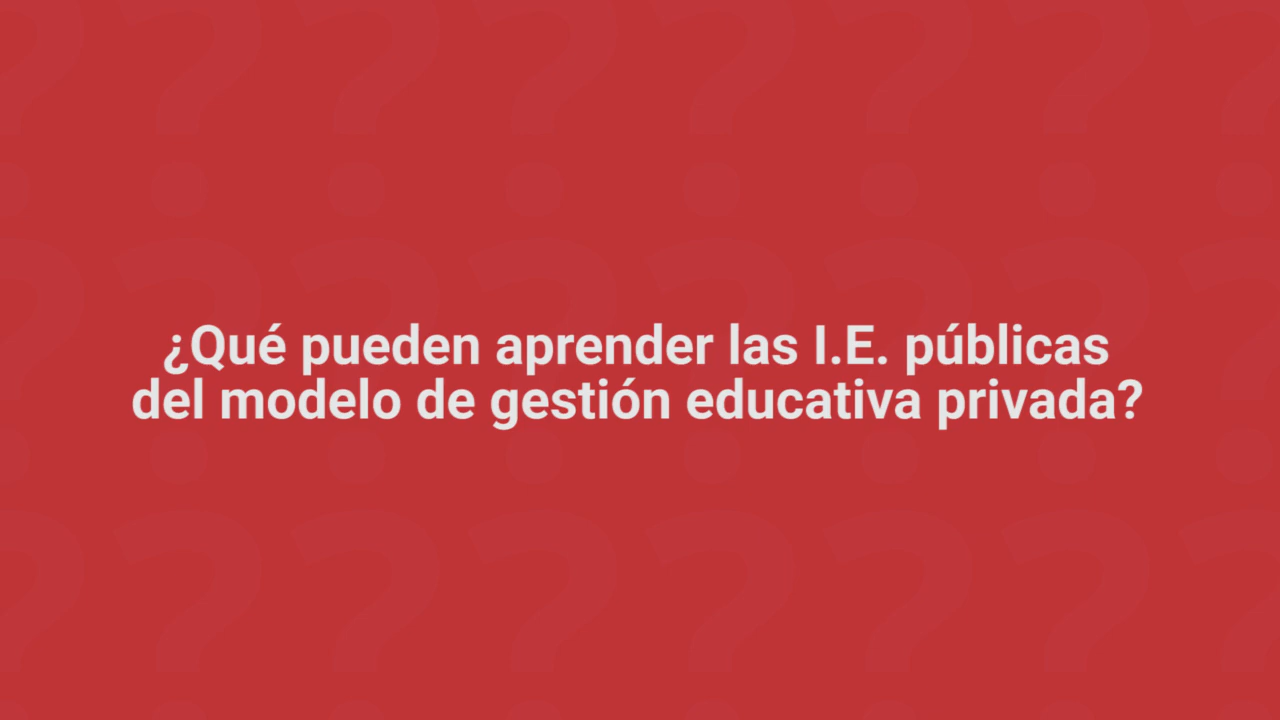 ¿Qué pueden aprender las I.E. públicas
del modelo de gestión educativa privada?